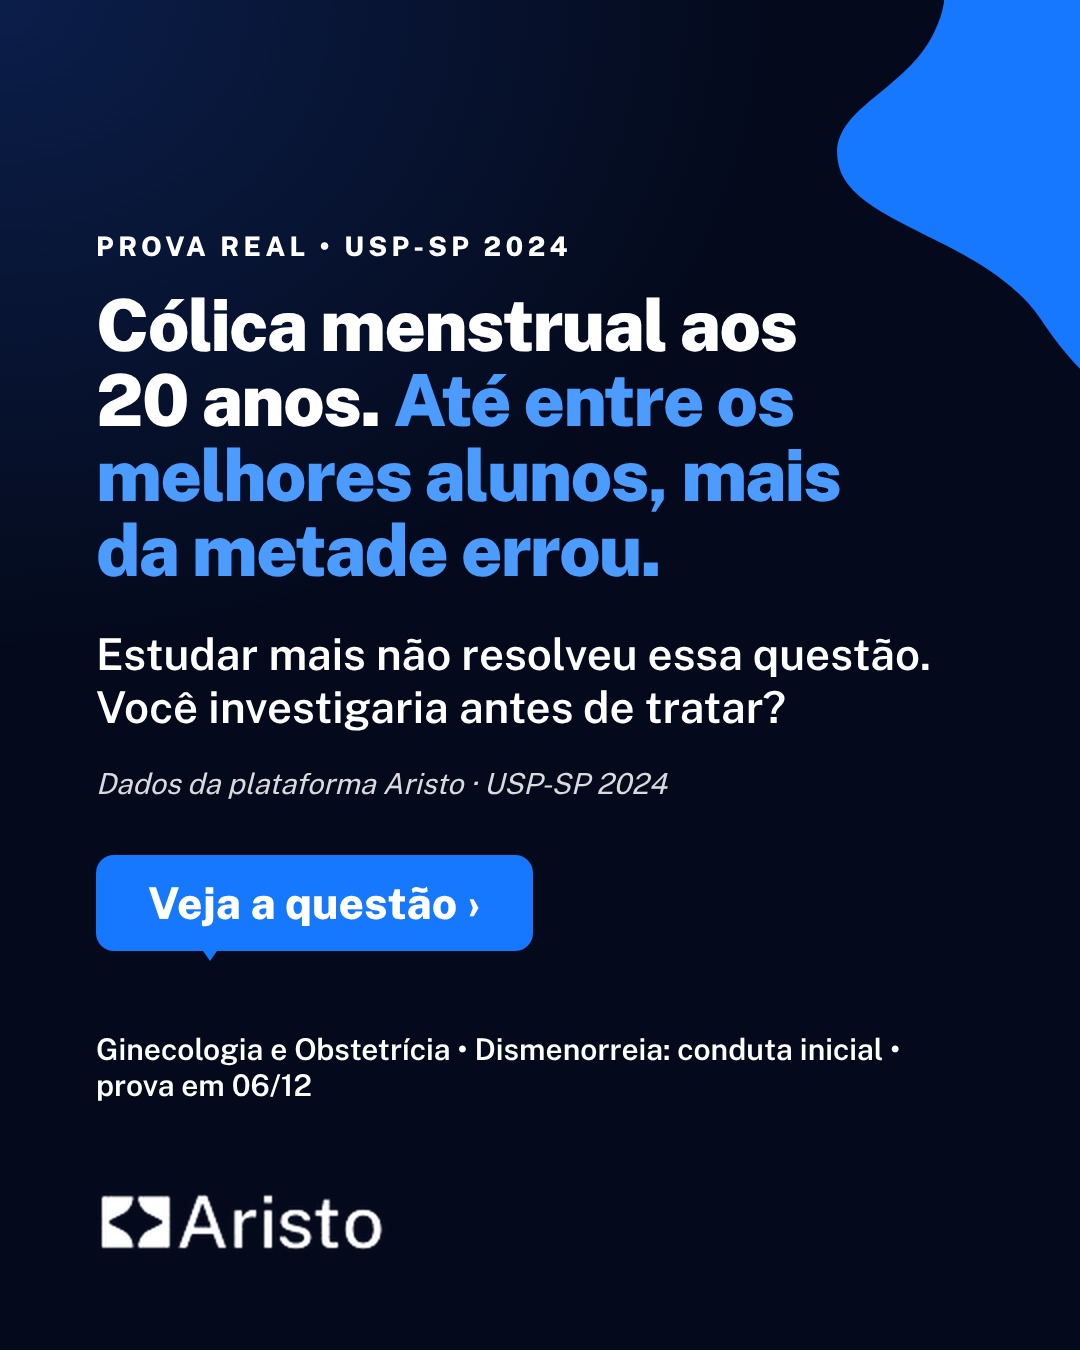 PROVA REAL • USP-SP 2024
Cólica menstrual aos
20 anos. Até entre os
melhores alunos, mais
da metade errou.
Estudar mais não resolveu essa questão.
Você investigaria antes de tratar?
Dados da plataforma Aristo · USP-SP 2024
Veja a questão ›
Ginecologia e Obstetrícia • Dismenorreia: conduta inicial •
prova em 06/12
Aristo